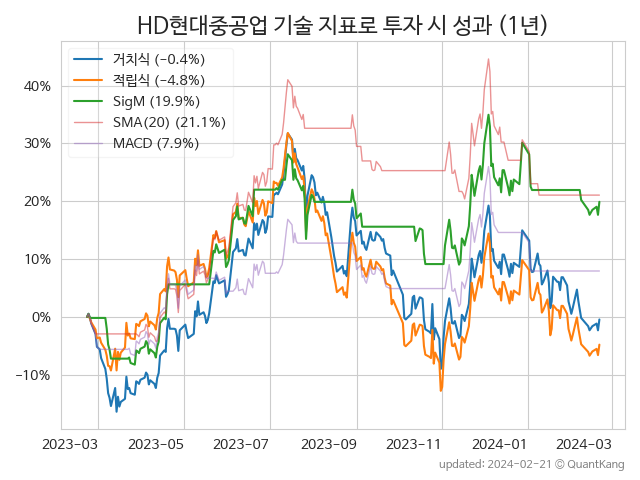 HD현대중공업 기술 지표로 투자 시 성과 (1년)
거치식 (−0.4%)
적립식 (−4.8%)
SigM (19.9%)
SMA(20) (21.1%)
MACD (7.9%)
40%
30%
20%
10%
0%
−10%
2023-03 2023-05 2023-07 2023-09 2023-11 2024-01 2024-03
updated: 2024-02-21 © QuantKang